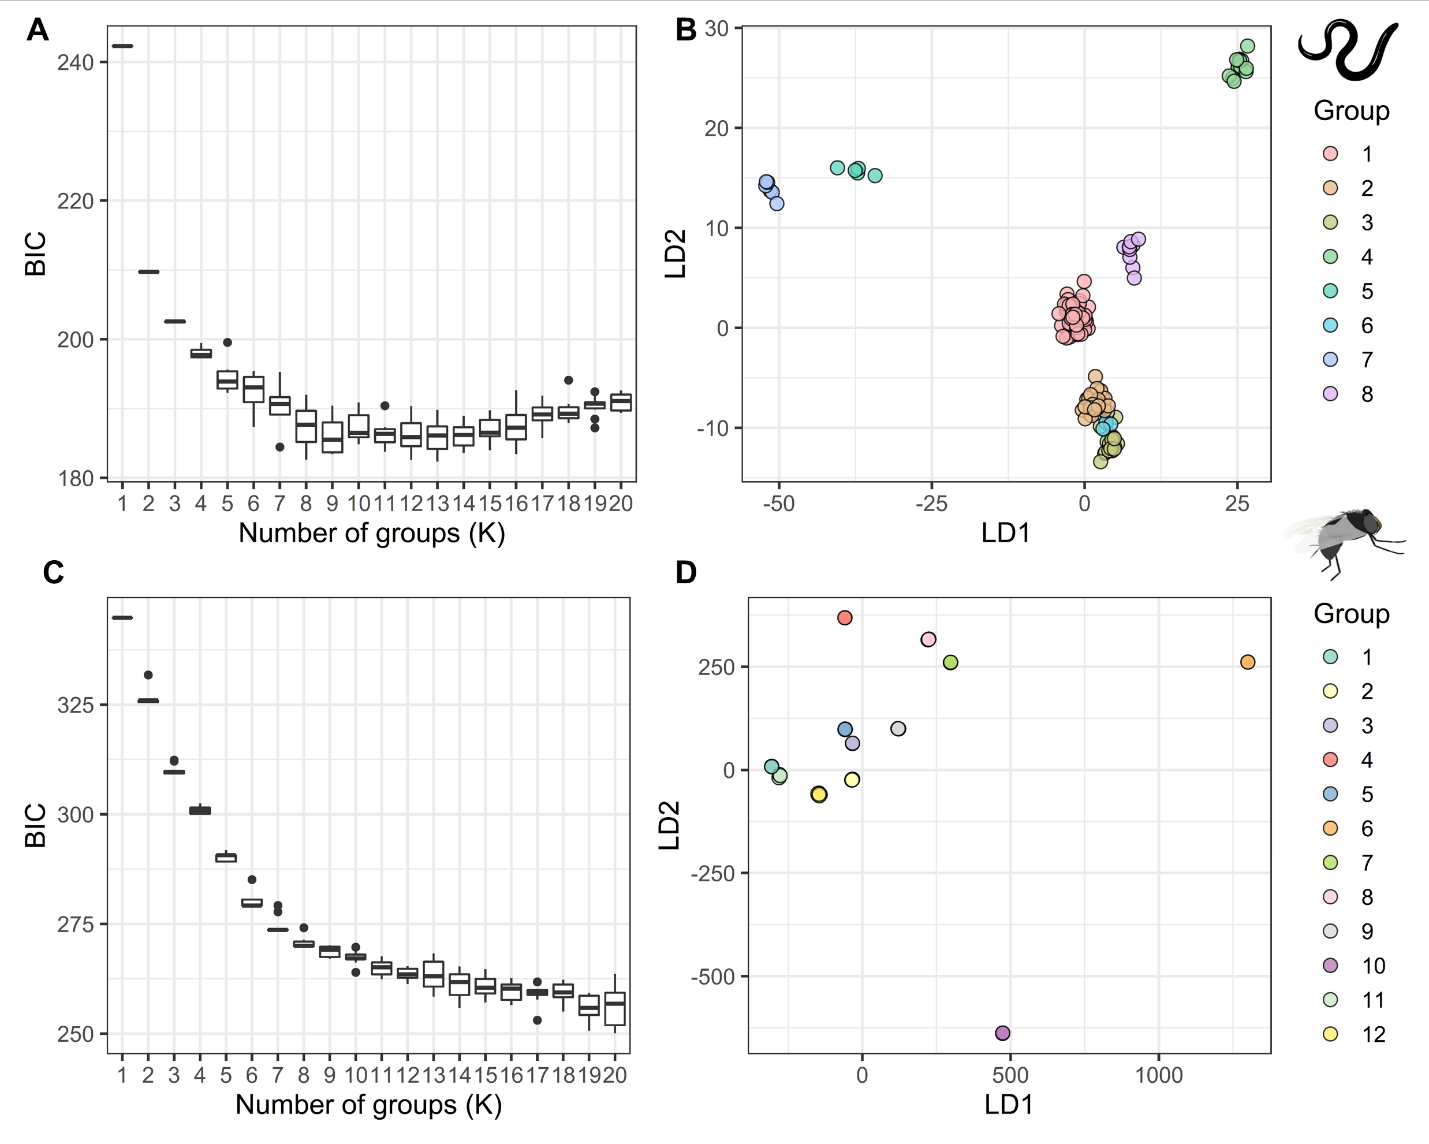 A
BIC
240
220
200
180
1 2 3 4 5 6 7 8 9 10 11 12 13 14 15 16 17 18 19 20
Number of groups (K)
B
LD2
30
20
10
0
-10
-50 -25 0 25
LD1
Group
1
2
3
4
5
6
7
8
C
BIC
325
300
275
250
1 2 3 4 5 6 7 8 9 10 11 12 13 14 15 16 17 18 19 20
Number of groups (K)
D
LD2
250
0
-250
-500
0 500 1000
LD1
Group
1
2
3
4
5
6
7
8
9
10
11
12